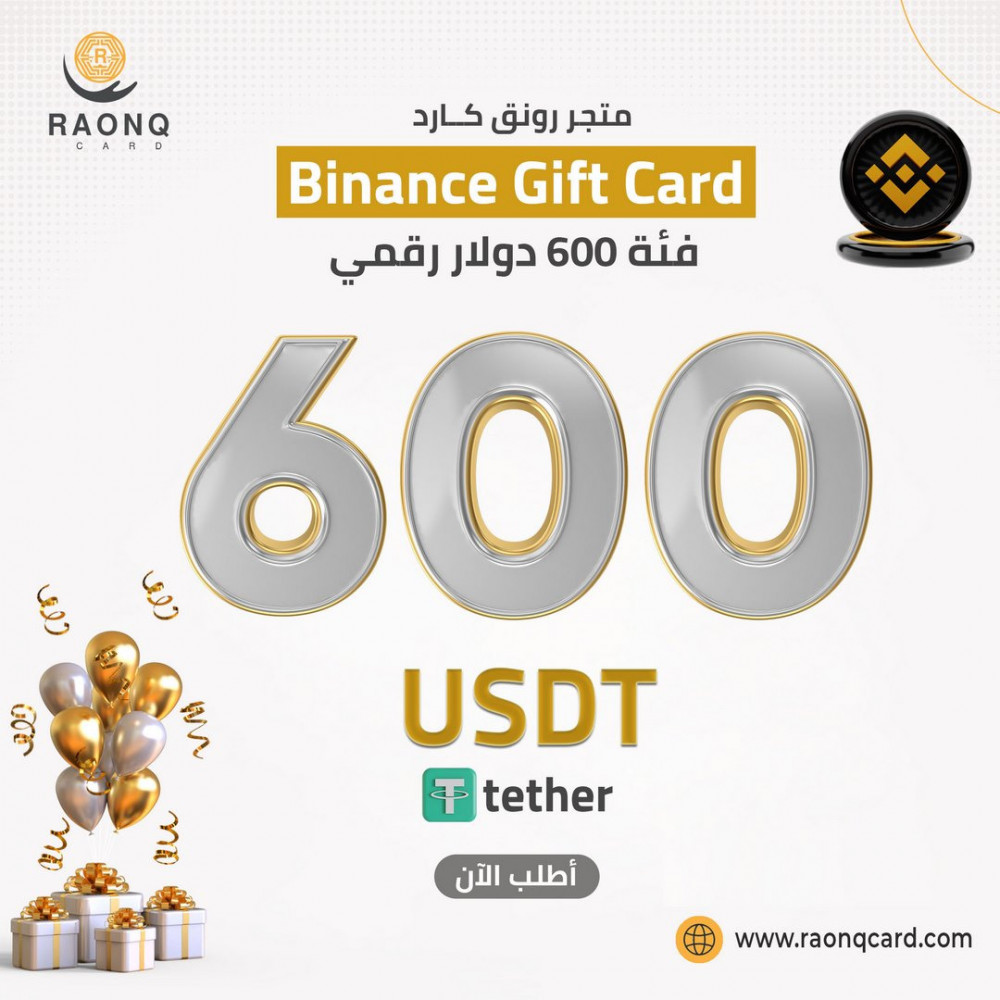 RAONQ
CARD
متجر رونق كــارد
Binance Gift Card
فئة 600 دولار رقمي
600
USDT
tether
أطلب الآن
www.raonqcard.com